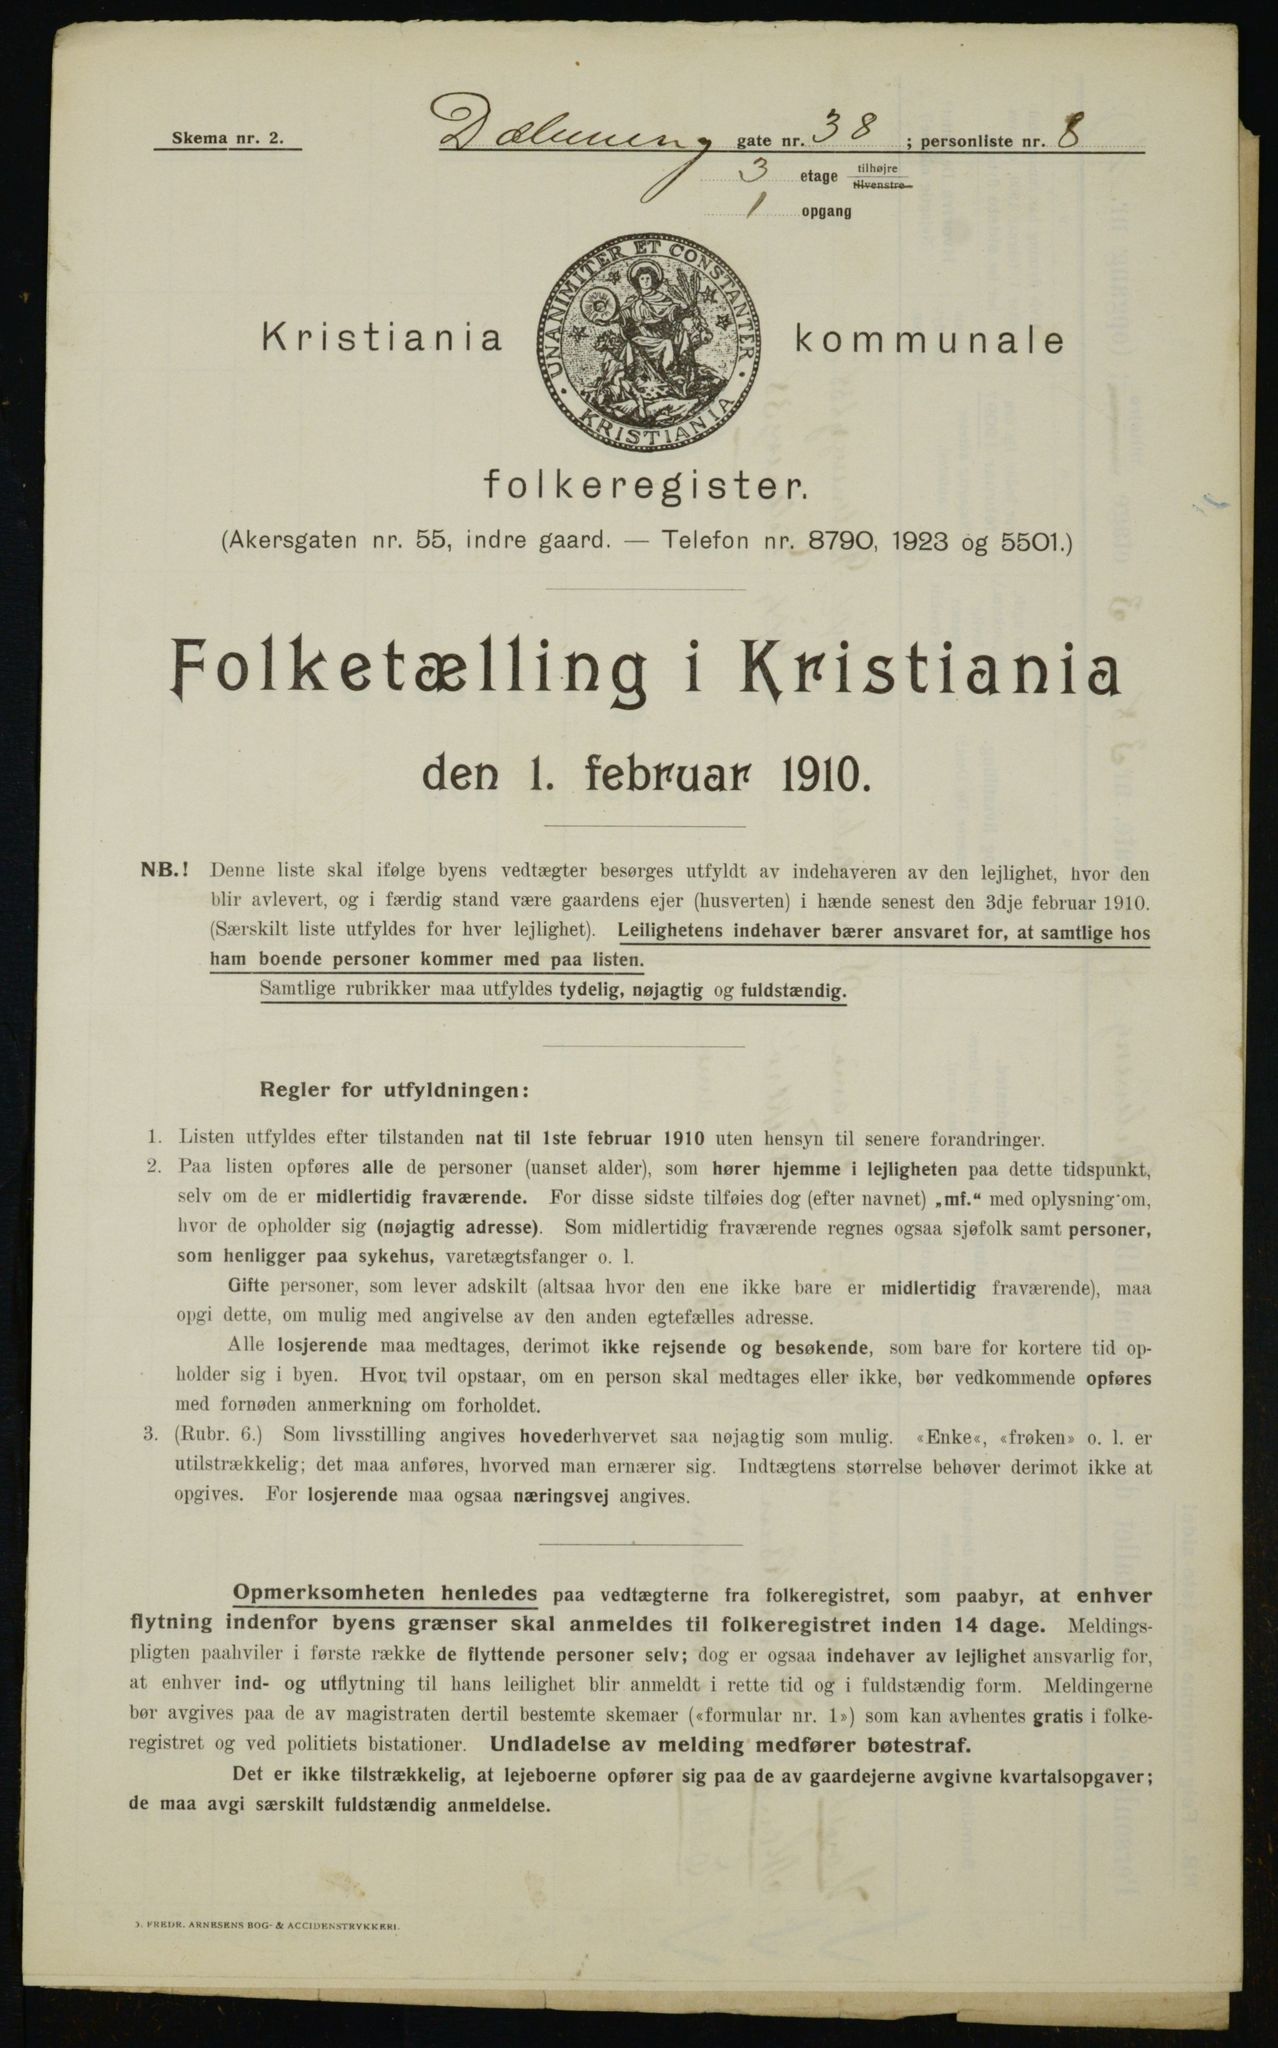 Skema nr. 2.
Dælenenggate nr. 38 ; personliste nr. 8
3 etage tilhøjre
tilvenstre
1 opgang
UNANIMITER ET CONSTANTER
KRISTIANIA
Kristiania kommunale
folkeregister.
(Akersgaten nr. 55, indre gaard. — Telefon nr. 8790, 1923 og 5501.)
Folketælling i Kristiania
den 1. februar 1910.
NB.! Denne liste skal ifølge byens vedtægter besørges utfyldt av indehaveren av den lejlighet, hvor den
blir avlevert, og i færdig stand være gaardens ejer (husverten) i hænde senest den 3dje februar 1910.
(Særskilt liste utfyldes for hver lejlighet). Leilighetens indehaver bærer ansvaret for, at samtlige hos
ham boende personer kommer med paa listen.
Samtlige rubrikker maa utfyldes tydelig, nøjagtig og fuldstændig.
Regler for utfyldningen:
1. Listen utfyldes efter tilstanden nat til 1ste februar 1910 uten hensyn til senere forandringer.
2. Paa listen opføres alle de personer (uanset alder), som hører hjemme i lejligheten paa dette tidspunkt,
selv om de er midlertidig fraværende. For disse sidste tilføies dog (efter navnet) „mf.“ med oplysning om,
hvor de opholder sig (nøjagtig adresse). Som midlertidig fraværende regnes ogsaa sjøfolk samt personer,
som henligger paa sykehus, varetægtsfanger o. l.
Gifte personer, som lever adskilt (altsaa hvor den ene ikke bare er midlertidig fraværende), maa
opgi dette, om mulig med angivelse av den anden egtefælles adresse.
Alle losjerende maa medtages, derimot ikke rejsende og besøkende, som bare for kortere tid op-
holder sig i byen. Hvor tvil opstaar, om en person skal medtages eller ikke, bør vedkommende opføres
med fornøden anmerkning om forholdet.
3. (Rubr. 6.) Som livsstilling angives hovederhvervet saa nøjagtig som mulig. «Enke«, «frøken» o. l. er
utilstrækkelig; det maa anføres, hvorved man ernærer sig. Indtægtens størrelse behøver derimot ikke at
opgives. For losjerende maa ogsaa næringsvej angives.
Opmerksomheten henledes paa vedtægterne fra folkeregistret, som paabyr, at enhver
flytning indenfor byens grænser skal anmeldes til folkeregistret inden 14 dage. Meldings-
pligten paahviler i første række de flyttende personer selv; dog er ogsaa indehaver av lejlighet ansvarlig for,
at enhver ind- og utflytning til hans leilighet blir anmeldt i rette tid og i fuldstændig form. Meldingerne
bør avgives paa de av magistraten dertil bestemte skemaer («formular nr. 1») som kan avhentes gratis i folke-
registret og ved politiets bistationer. Undladelse av melding medfører bøtestraf.
Det er ikke tilstrækkelig, at lejeboerne opfører sig paa de av gaardejerne avgivne kvartalsopgaver;
de maa avgi særskilt fuldstændig anmeldelse.
O. FREDR. ARNESENS BOG- & ACCIDENSTRYKKERI.